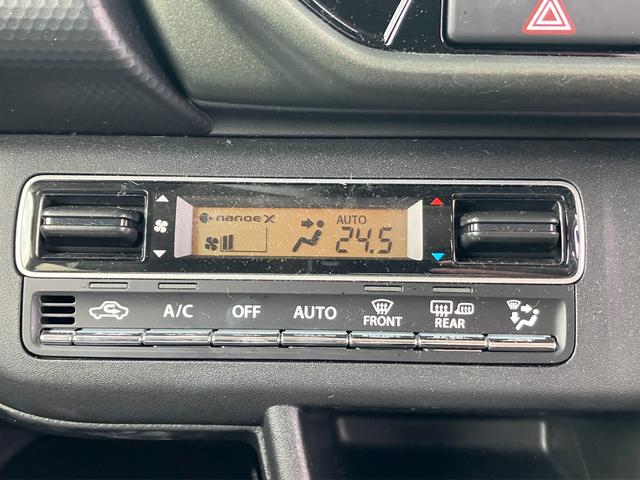 nanoe X
AUTO
24.5
A/C
OFF
AUTO
FRONT
REAR